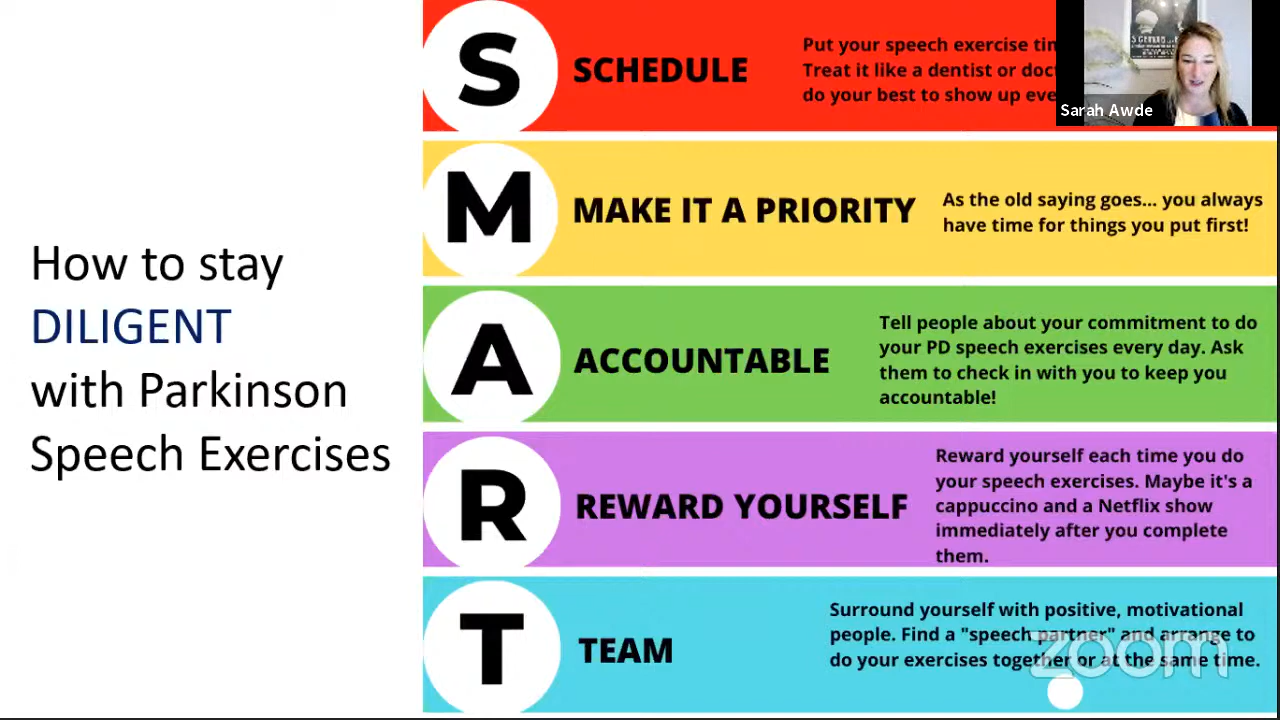 How to stay
DILIGENT
with Parkinson
Speech Exercises
S
SCHEDULE
Put your speech exercise
Treat it like a dentist or
do your best to show up
Sarah Awde
M
MAKE IT A PRIORITY
As the old saying goes... you always
have time for things you put first!
A
ACCOUNTABLE
Tell people about your commitment to do
your PD speech exercises every day. Ask
them to check in with you to keep you
accountable!
R
REWARD YOURSELF
Reward yourself each time you do
your speech exercises. Maybe it's a
cappuccino and a Netflix show
immediately after you complete
them.
T
TEAM
Surround yourself with positive, motivational
people. Find a "speech partner" and arrange to
do your exercises together or at the same time.
zoom